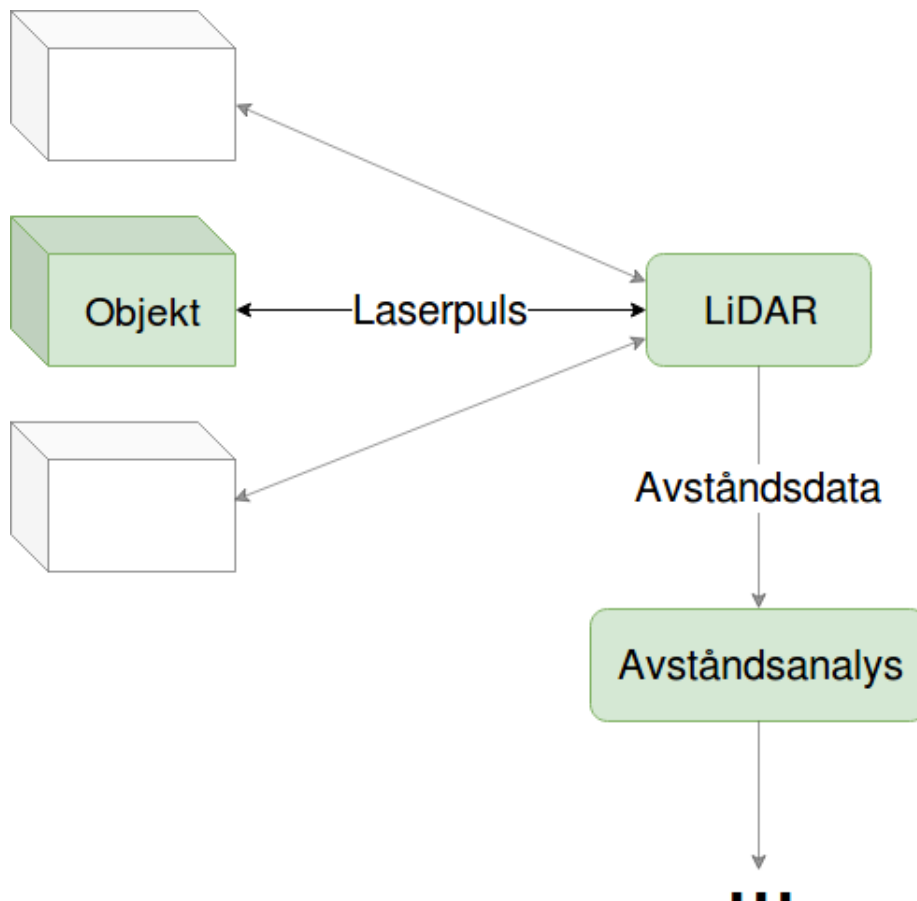 Objekt
Laserpuls
LiDAR
Avståndsdata
Avståndsanalys
...